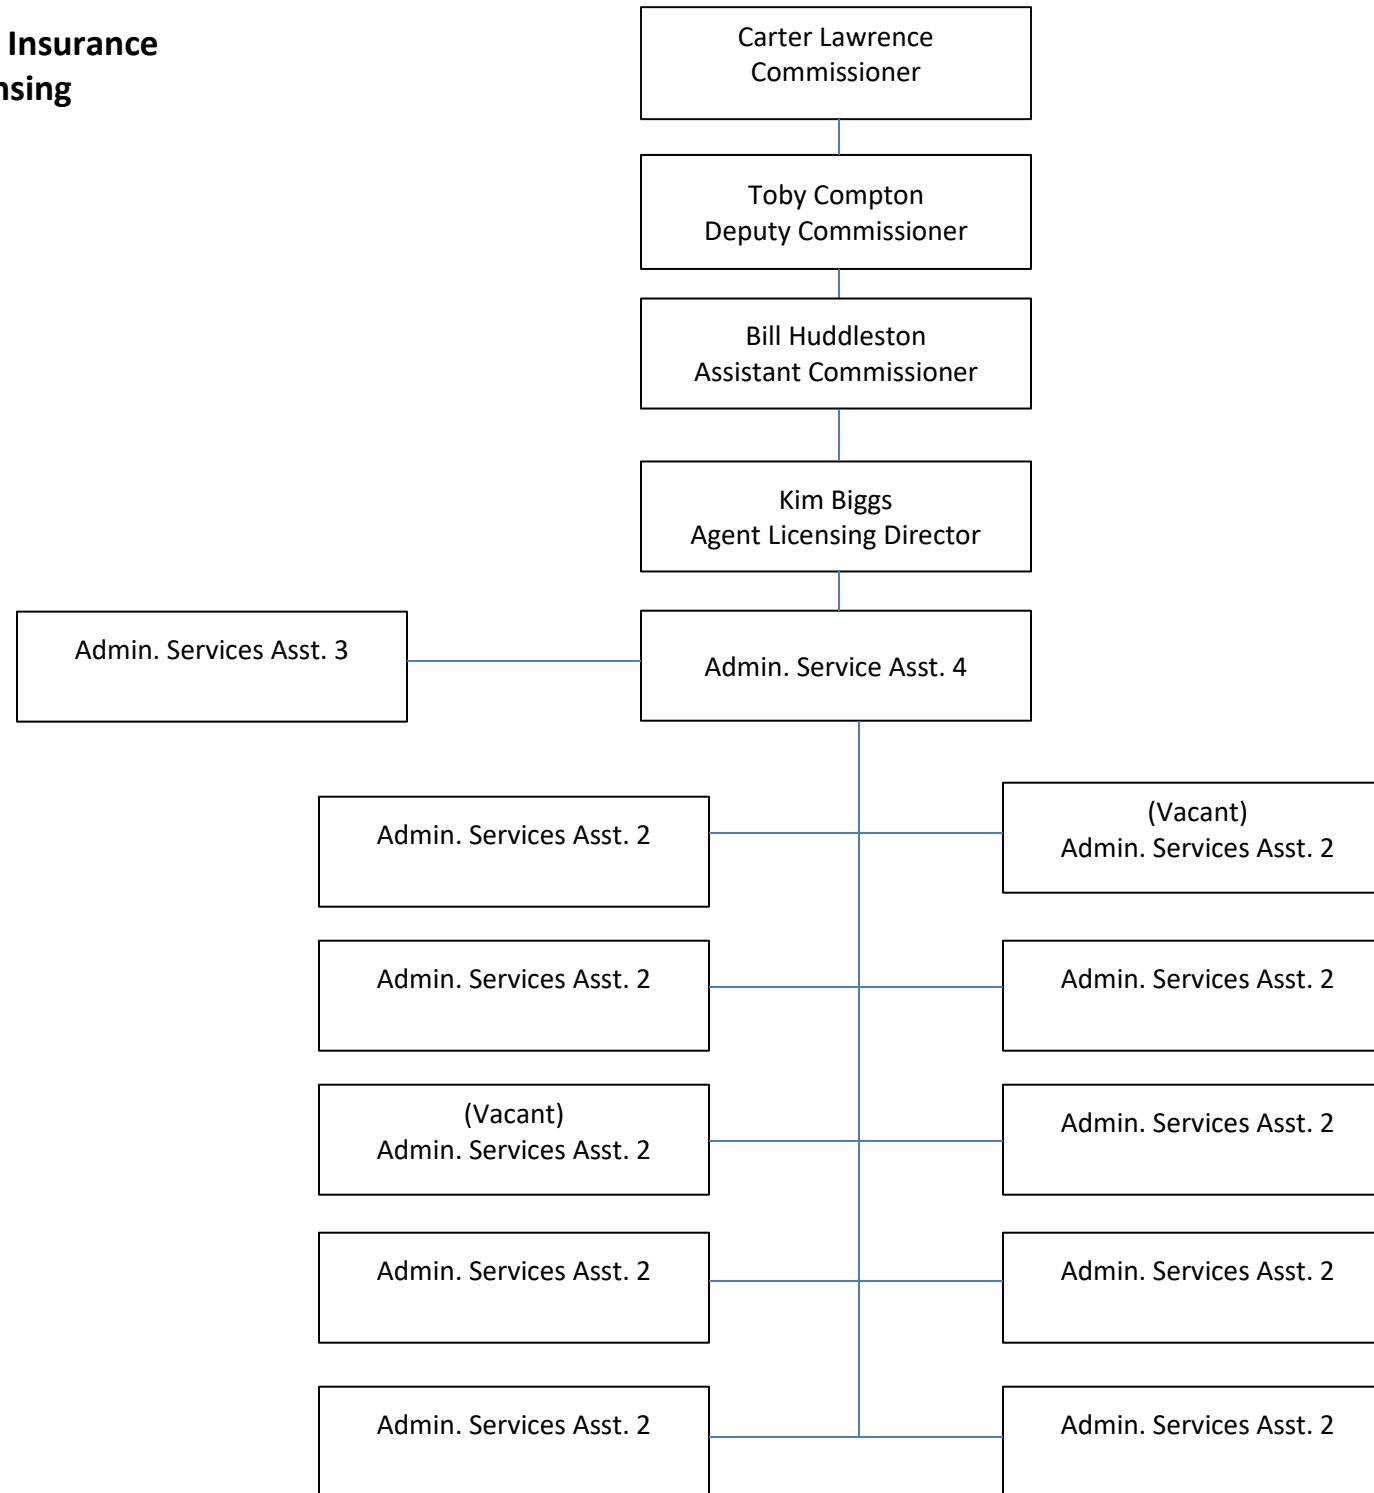 Insurance
nsing
Carter Lawrence
Commissioner
Toby Compton
Deputy Commissioner
Bill Huddleston
Assistant Commissioner
Kim Biggs
Agent Licensing Director
Admin. Services Asst. 3
Admin. Service Asst. 4
Admin. Services Asst. 2
(Vacant)
Admin. Services Asst. 2
Admin. Services Asst. 2
Admin. Services Asst. 2
(Vacant)
Admin. Services Asst. 2
Admin. Services Asst. 2
Admin. Services Asst. 2
Admin. Services Asst. 2
Admin. Services Asst. 2
Admin. Services Asst. 2